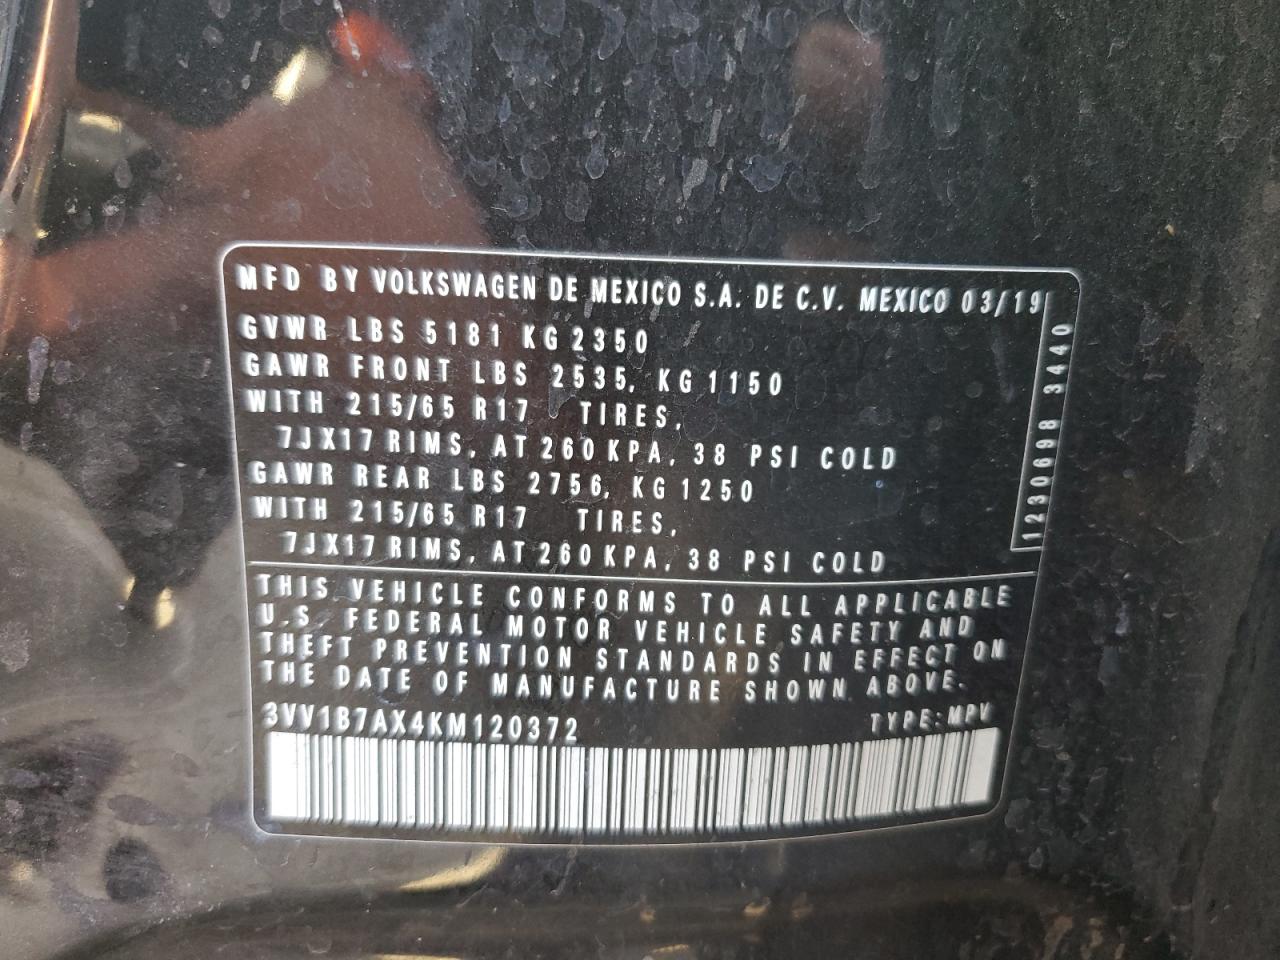 MFD BY VOLKSWAGEN DE MEXICO S.A. DE C.V. MEXICO 03/19
GVWR LBS 5181 KG 2350
GAWR FRONT LBS 2535, KG 1150
WITH 215/65 R17 TIRES,
7JX17 RIMS, AT 260 KPA, 38 PSI COLD
GAWR REAR LBS 2756, KG 1250
WITH 215/65 R17 TIRES,
7JX17 RIMS, AT 260 KPA, 38 PSI COLD
1230698 3440
THIS VEHICLE CONFORMS TO ALL APPLICABLE
U.S. FEDERAL MOTOR VEHICLE SAFETY AND
THEFT PREVENTION STANDARDS IN EFFECT ON
THE DATE OF MANUFACTURE SHOWN ABOVE.
3VV1B7AX4KM120372 TYPE: MPV